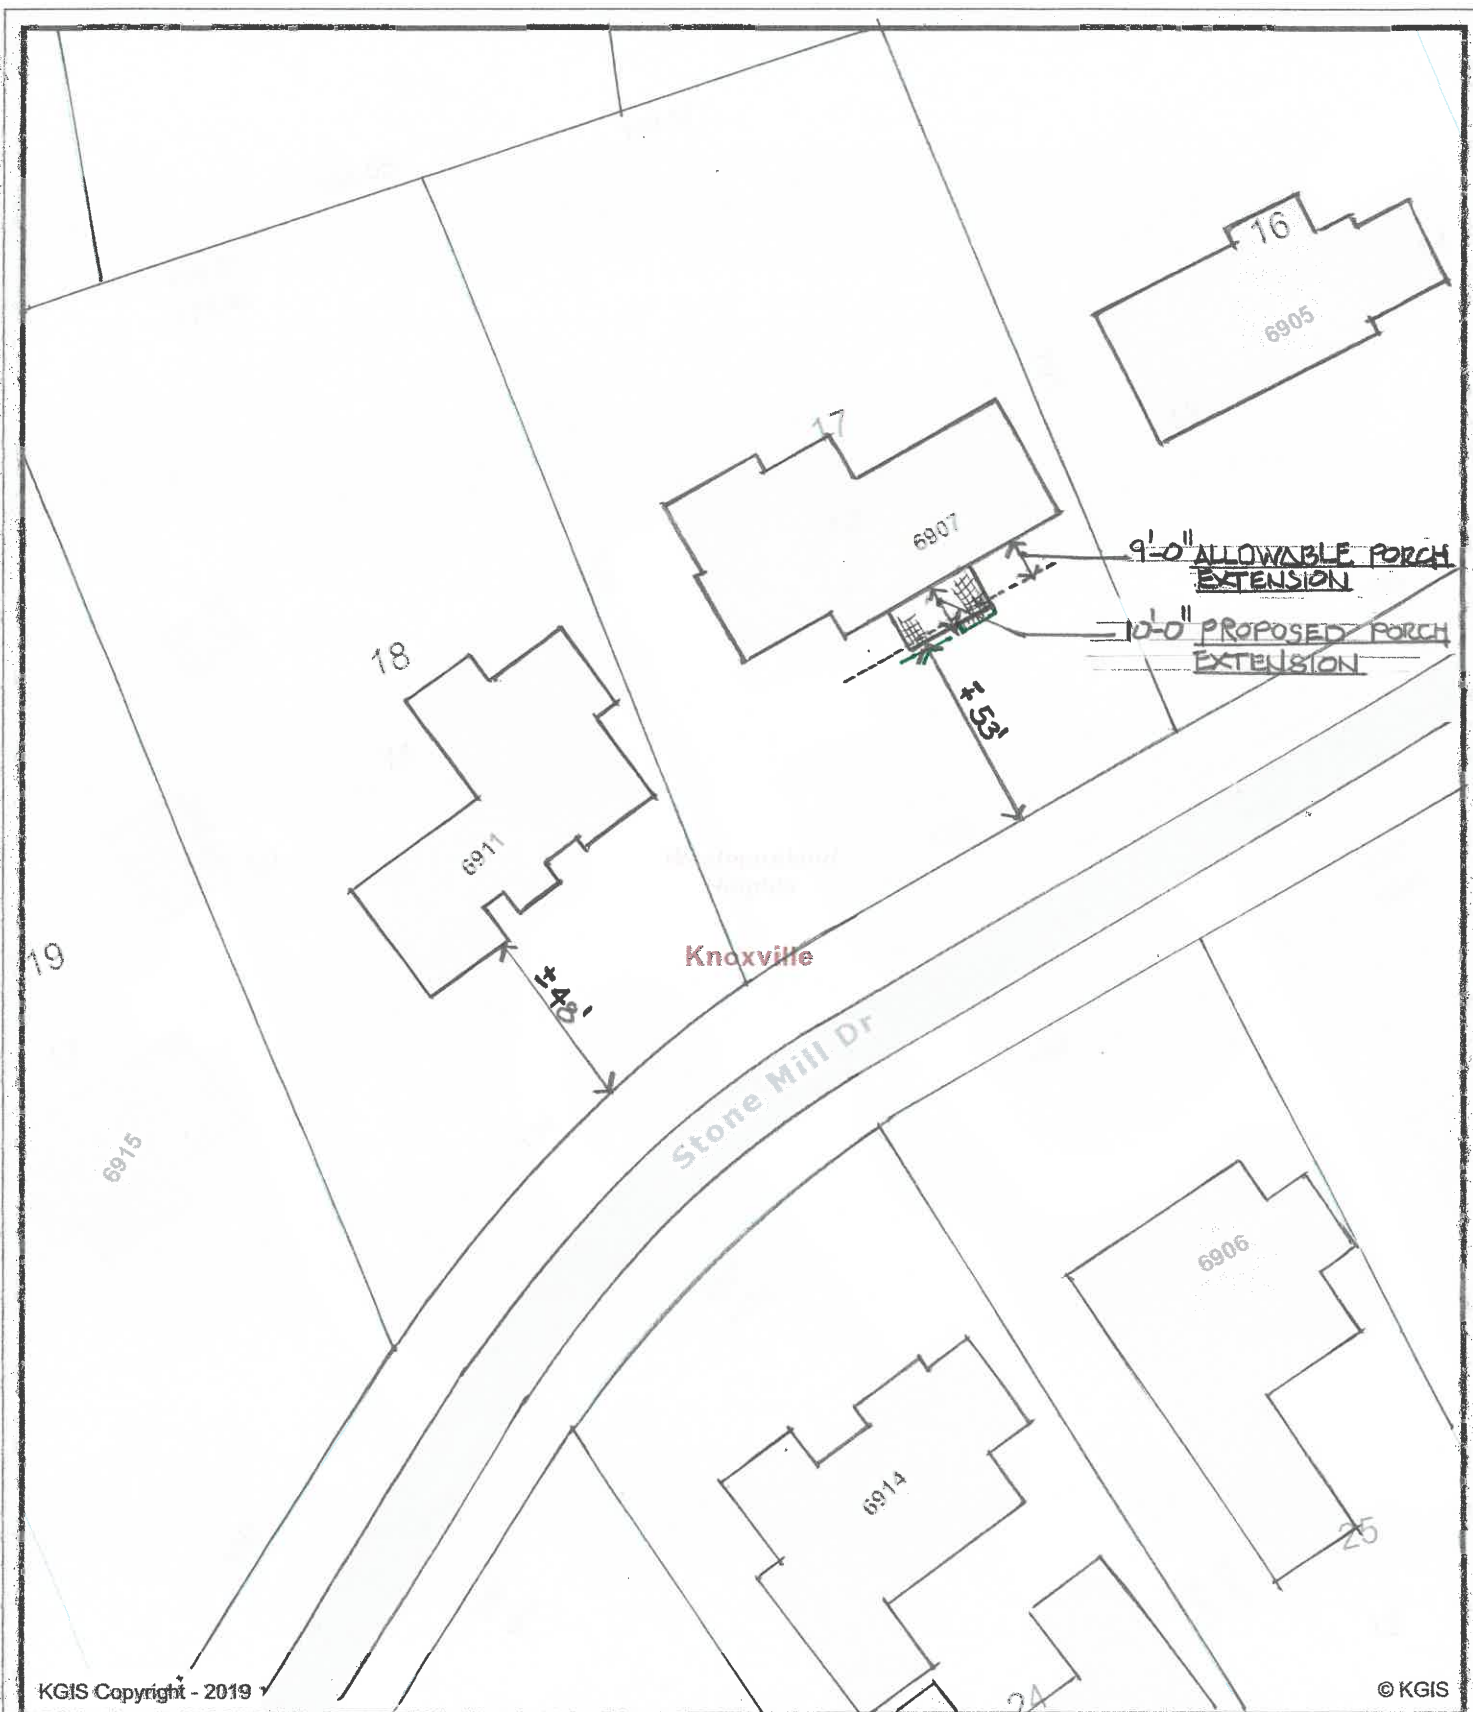 16
6905
17
6907
9'-0" ALLOWABLE PORCH
EXTENSION
10'-0" PROPOSED PORCH
EXTENSION
18
± 53'
6911
19
Knoxville
±48'
Stone Mill Dr
6915
6906
6914
25
24
KGIS Copyright - 2019
© KGIS